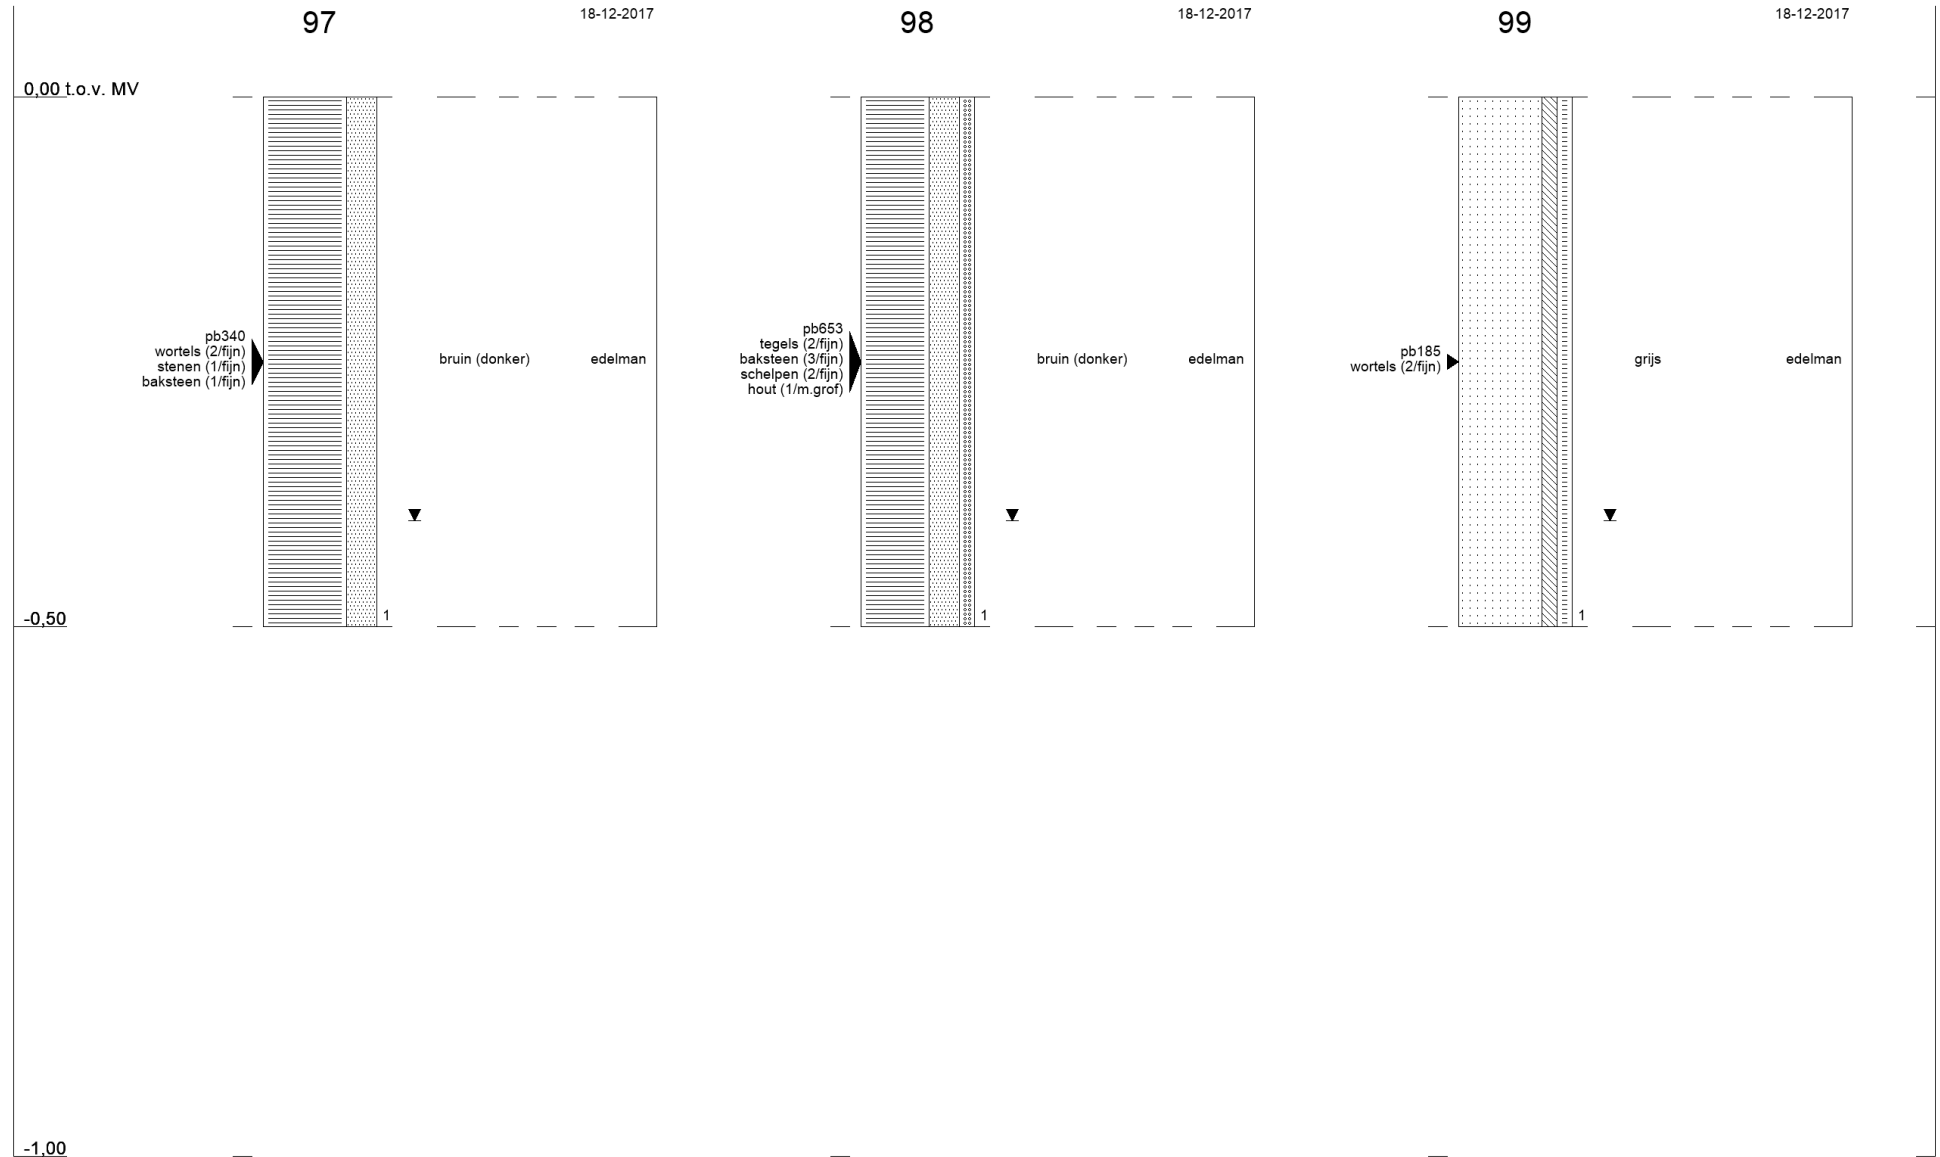 97
18-12-2017
98
18-12-2017
99
18-12-2017
0,00 t.o.v. MV
pb340
wortels (2/fijn)
stenen (1/fijn)
baksteen (1/fijn)
bruin (donker)
edelman
1
pb653
tegels (2/fijn)
baksteen (3/fijn)
schelpen (2/fijn)
hout (1/m.grof)
bruin (donker)
edelman
1
pb185
wortels (2/fijn)
grijs
edelman
1
-0,50
-1,00